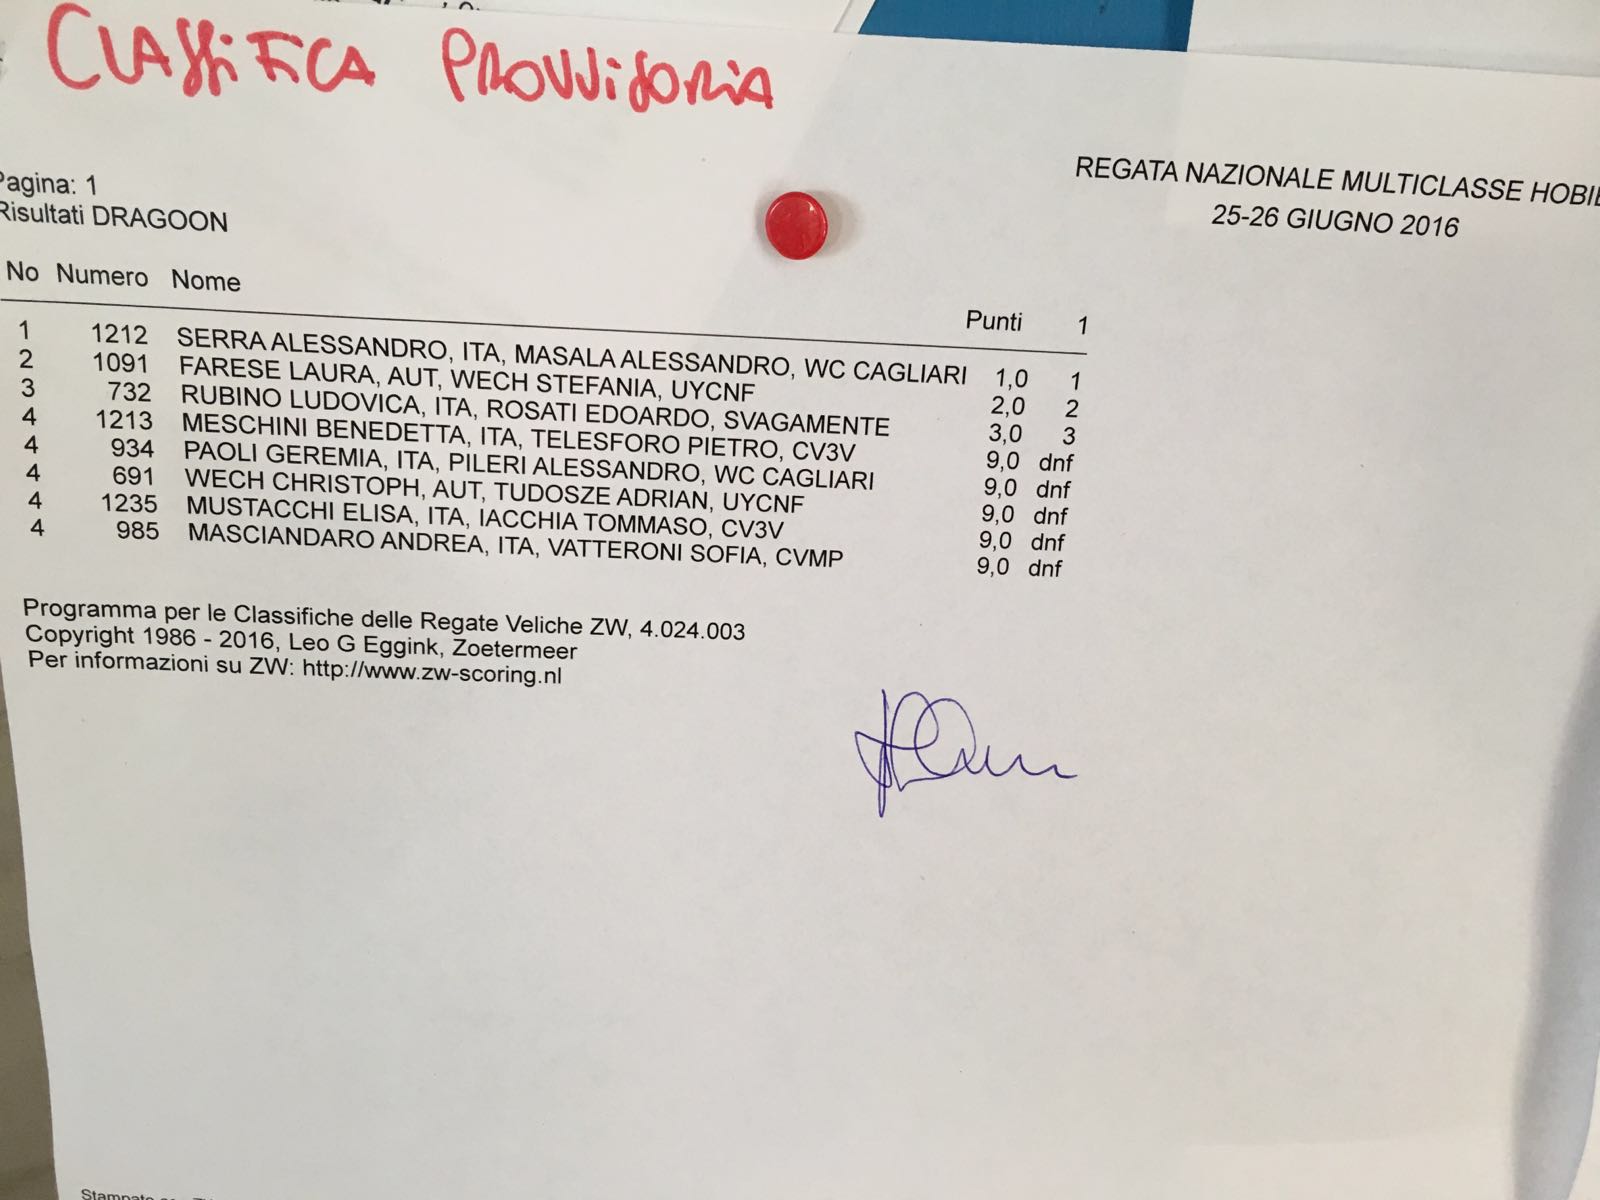 CLASSIFICA PROVVISORIA
REGATA NAZIONALE MULTICLASSE HOBIE
25-26 GIUGNO 2016
Pagina: 1
Risultati DRAGOON
No Numero Nome Punti 1
1 1212 SERRA ALESSANDRO, ITA, MASALA ALESSANDRO, WC CAGLIARI 1,0 1
2 1091 FARESE LAURA, AUT, WECH STEFANIA, UYCNF 2,0 2
3 732 RUBINO LUDOVICA, ITA, ROSATI EDOARDO, SVAGAMENTE 3,0 3
4 1213 MESCHINI BENEDETTA, ITA, TELESFORO PIETRO, CV3V 9,0 dnf
4 934 PAOLI GEREMIA, ITA, PILERI ALESSANDRO, WC CAGLIARI 9,0 dnf
4 691 WECH CHRISTOPH, AUT, TUDOSZE ADRIAN, UYCNF 9,0 dnf
4 1235 MUSTACCHI ELISA, ITA, IACCHIA TOMMASO, CV3V 9,0 dnf
4 985 MASCIANDARO ANDREA, ITA, VATTERONI SOFIA, CVMP 9,0 dnf
Programma per le Classifiche delle Regate Veliche ZW, 4.024.003
Copyright 1986 - 2016, Leo G Eggink, Zoetermeer
Per informazioni su ZW: http://www.zw-scoring.nl
Stampato